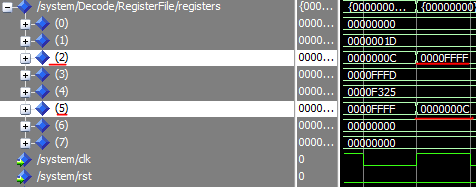 /system/Decode/RegisterFile/registers {0000... {0000000... {00000000}
(0) 0000... 00000000
(1) 0000... 0000001D
(2) 0000... 0000000C 0000FFFF
(3) 0000... 0000FFFD
(4) 0000... 0000F325
(5) 0000... 0000FFFF 0000000C
(6) 0000... 00000000
(7) 0000... 00000000
/system/clk 0
/system/rst 0